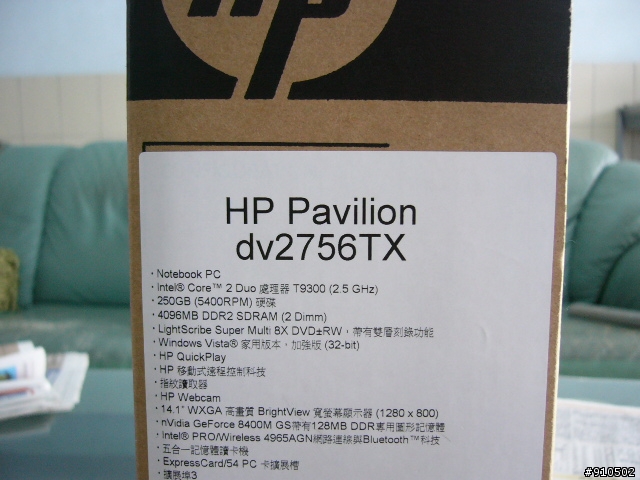 hp
HP Pavilion
dv2756TX
· Notebook PC
· Intel® Core™ 2 Duo 處理器 T9300 (2.5 GHz)
· 250GB (5400RPM) 硬碟
· 4096MB DDR2 SDRAM (2 Dimm)
· LightScribe Super Multi 8X DVD±RW，帶有雙層刻錄功能
· Windows Vista® 家用版本，加強版 (32-bit)
· HP QuickPlay
· HP 移動式遠程控制科技
· 指紋讀取器
· HP Webcam
· 14.1" WXGA 高畫質 BrightView 寬螢幕顯示器 (1280 x 800)
· nVidia GeForce 8400M GS帶有128MB DDR專用圖形記憶體
· Intel® PRO/Wireless 4965AGN網路連線與Bluetooth™科技
· 五合一記憶體讀卡機
· ExpressCard/54 PC 卡擴展槽
· 擴展埠3
#910502